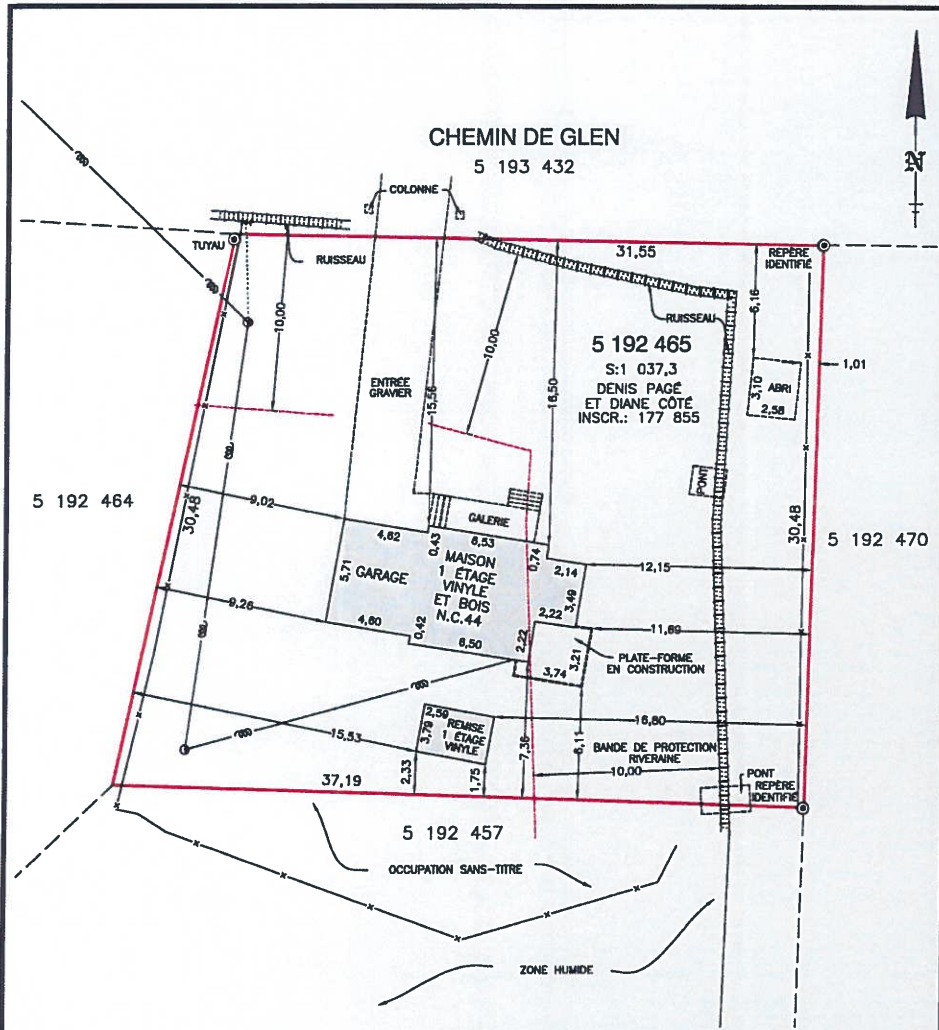 N
CHEMIN DE GLEN
5 193 432
COLONNE
TUYAU
RUISSEAU
31,55
REPÈRE
IDENTIFIÉ
10,00
10,00
15,56
16,50
6,16
RUISSEAU
5 192 465
S:1 037,3
DENIS PAGÉ
ET DIANE CÔTÉ
INSCR.: 177 855
1,01
3,10
ABRI
2,58
ENTRÉE
GRAVIER
PONT
5 192 464
30,48
9,02
30,48
5 192 470
GALERIE
4,62
0,43
6,53
0,74
2,14
12,15
5,71
GARAGE
MAISON
1 ÉTAGE
VINYLE
ET BOIS
N.C.44
3,49
2,22
9,26
4,60
0,42
6,50
2,22
11,69
3,21
3,74
PLATE-FORME
EN CONSTRUCTION
15,53
2,59
3,79
REMISE
1 ÉTAGE
VINYLE
16,80
7,36
6,11
BANDE DE PROTECTION
RIVERAINE
10,00
2,33
1,75
37,19
PONT
REPÈRE
IDENTIFIÉ
5 192 457
OCCUPATION SANS-TITRE
ZONE HUMIDE